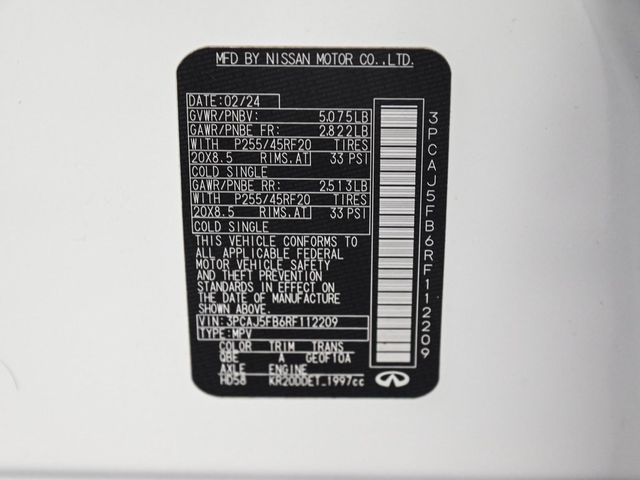 MFD BY NISSAN MOTOR CO.,LTD.
DATE: 02/24
GVWR/PNBV: 5,075LB
GAWR/PNBE FR: 2,822LB
WITH P255/45RF20 TIRES
20X8.5 RIMS.AT 33 PSI
COLD SINGLE
GAWR/PNBE RR: 2,513LB
WITH P255/45RF20 TIRES
20X8.5 RIMS.AT 33 PSI
COLD SINGLE
THIS VEHICLE CONFORMS TO
ALL APPLICABLE FEDERAL
MOTOR VEHICLE SAFETY
AND THEFT PREVENTION
STANDARDS IN EFFECT ON
THE DATE OF MANUFACTURE
SHOWN ABOVE.
VIN: 3PCAJ5FB6RF112209
TYPE: MPV
COLOR TRIM TRANS
QBE A GE0F10A
AXLE ENGINE
HD58 KR20DDET_1997cc
3PCAJ5FB6RF112209